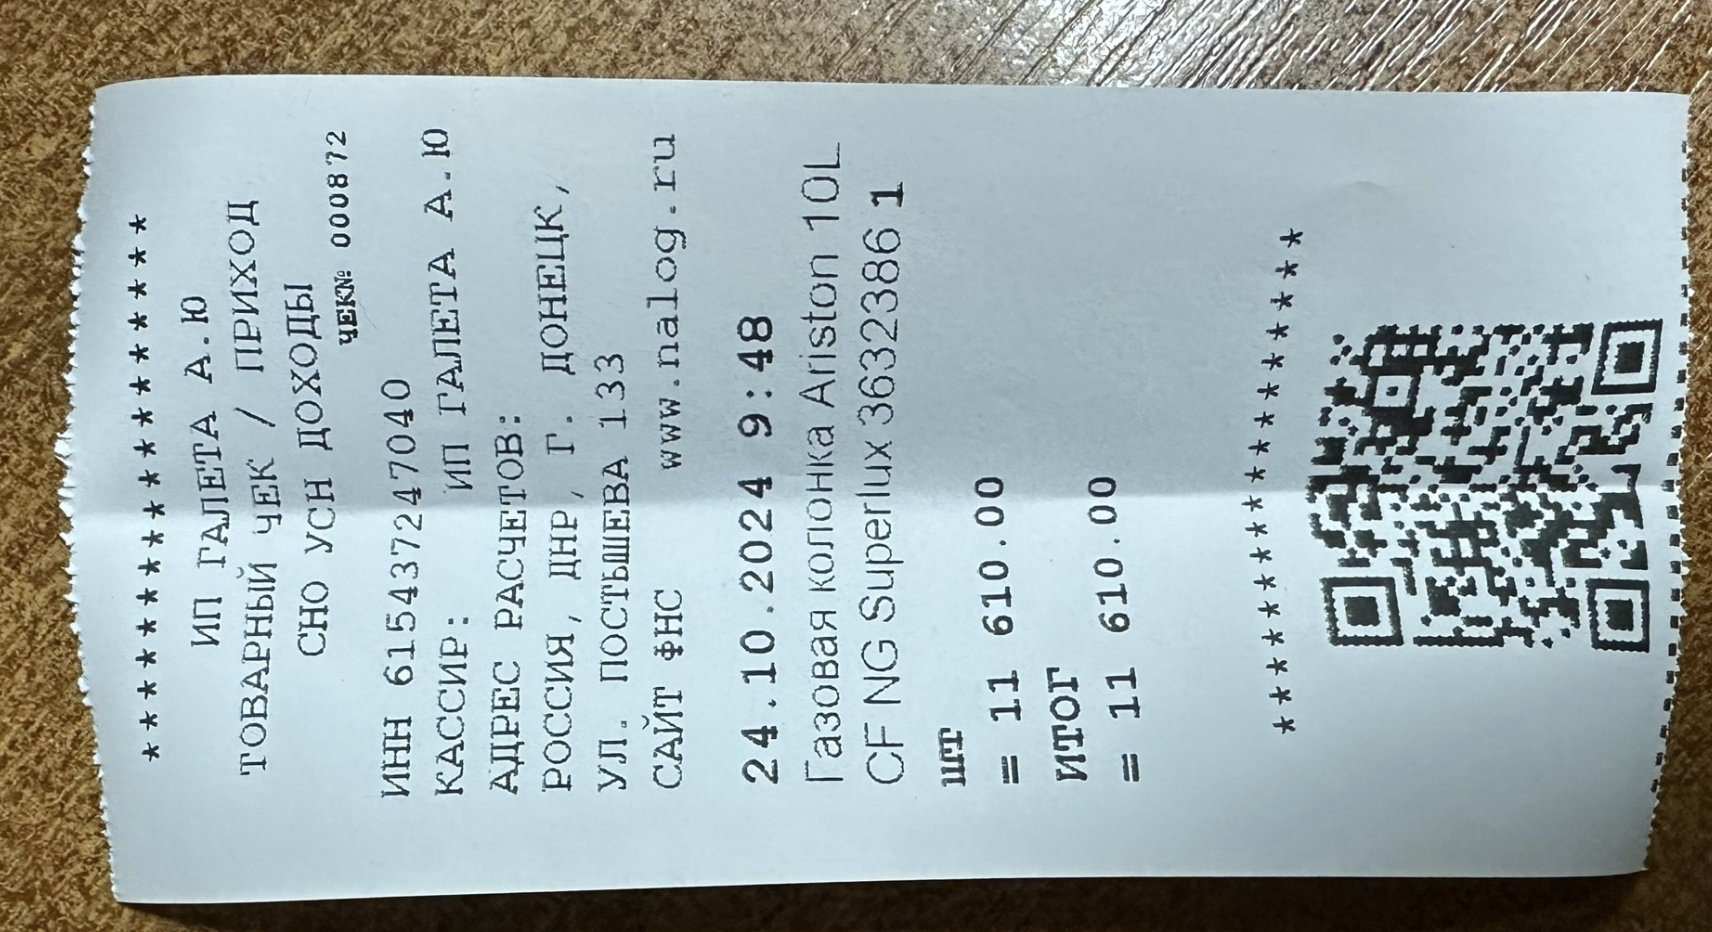 ********************
ИП ГАЛЕТА А.Ю
ТОВАРНЫЙ ЧЕК / ПРИХОД
СНО УСН ДОХОДЫ
ЧЕК№ 000872
ИНН 615437247040
КАССИР: ИП ГАЛЕТА А.Ю
АДРЕС РАСЧЕТОВ:
РОССИЯ, ДНР, Г. ДОНЕЦК,
УЛ. ПОСТЫШЕВА 133
САЙТ ФНС www.nalog.ru
24.10.2024 9:48
Газовая колонка Ariston 10L
CF NG Superlux 3632386 1
шт
= 11 610.00
ИТОГ
= 11 610.00
********************